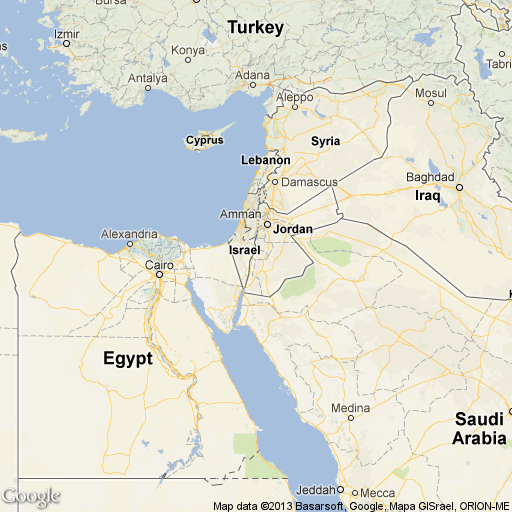 Turkey
Izmir
Konya
Tabri
Adana
Antalya
Aleppo
Mosul
Cyprus
Syria
Lebanon
Damascus
Baghdad
Iraq
Amman
Jordan
Alexandria
Israel
Cairo
K
Egypt
Medina
Saudi
Arabia
Jeddah
Mecca
Google
Map data ©2013 Basarsoft, Google, Mapa GISrael, ORION-ME